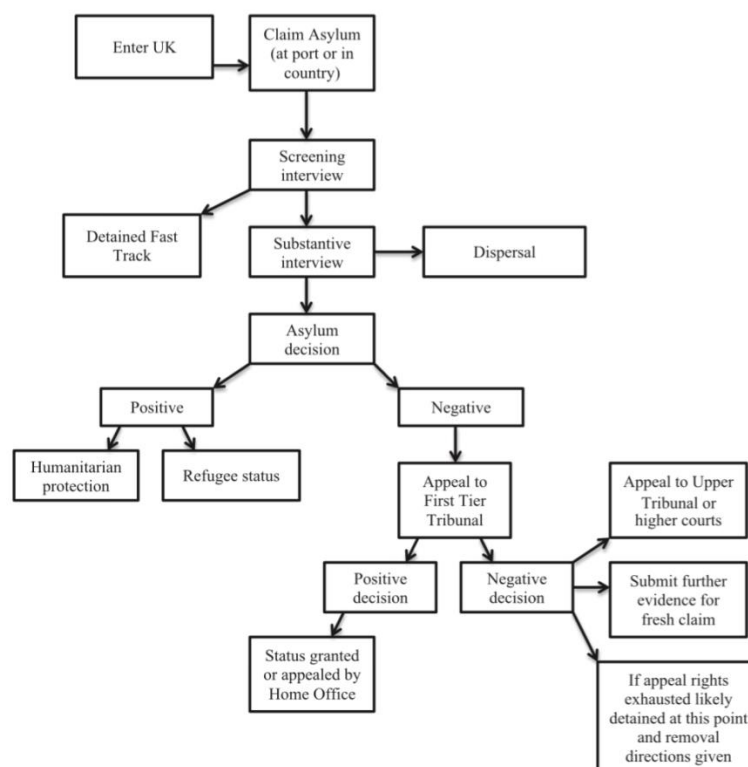 Enter UK
Claim Asylum
(at port or in
country)
Screening
interview
Detained Fast
Track
Substantive
interview
Dispersal
Asylum
decision
Positive
Negative
Humanitarian
protection
Refugee status
Appeal to
First Tier
Tribunal
Appeal to Upper
Tribunal or
higher courts
Positive
decision
Negative
decision
Submit further
evidence for
fresh claim
Status granted
or appealed by
Home Office
If appeal rights
exhausted likely
detained at this point
and removal
directions given